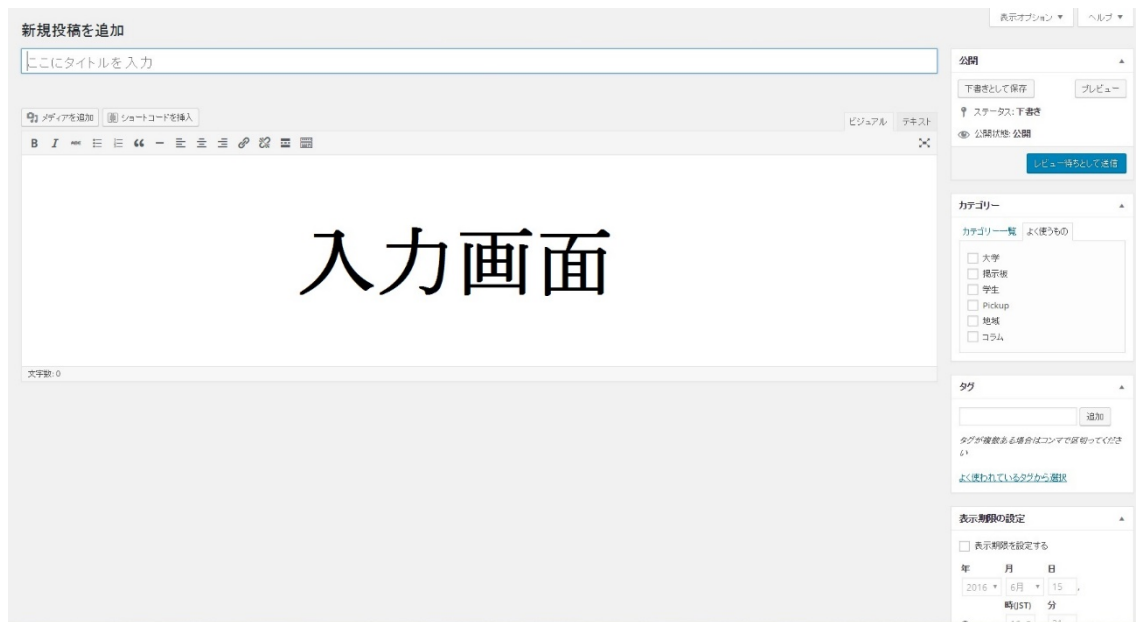 表示オプション ▼
ヘルプ ▼
新規投稿を追加
ここにタイトルを入力
メディアを追加
ショートコードを挿入
ビジュアル
テキスト
B I ABC
入力画面
文字数: 0
公開
下書きとして保存
プレビュー
ステータス: 下書き
公開状態: 公開
レビュー待ちとして送信
カテゴリー
カテゴリー一覧
よく使うもの
大学
掲示板
学生
Pickup
地域
コラム
タグ
追加
タグが複数ある場合はコンマで区切ってくださ
い
よく使われているタグから選択
表示期限の設定
表示期限を設定する
年 月 日
2016 6月 15 ,
時(JST) 分